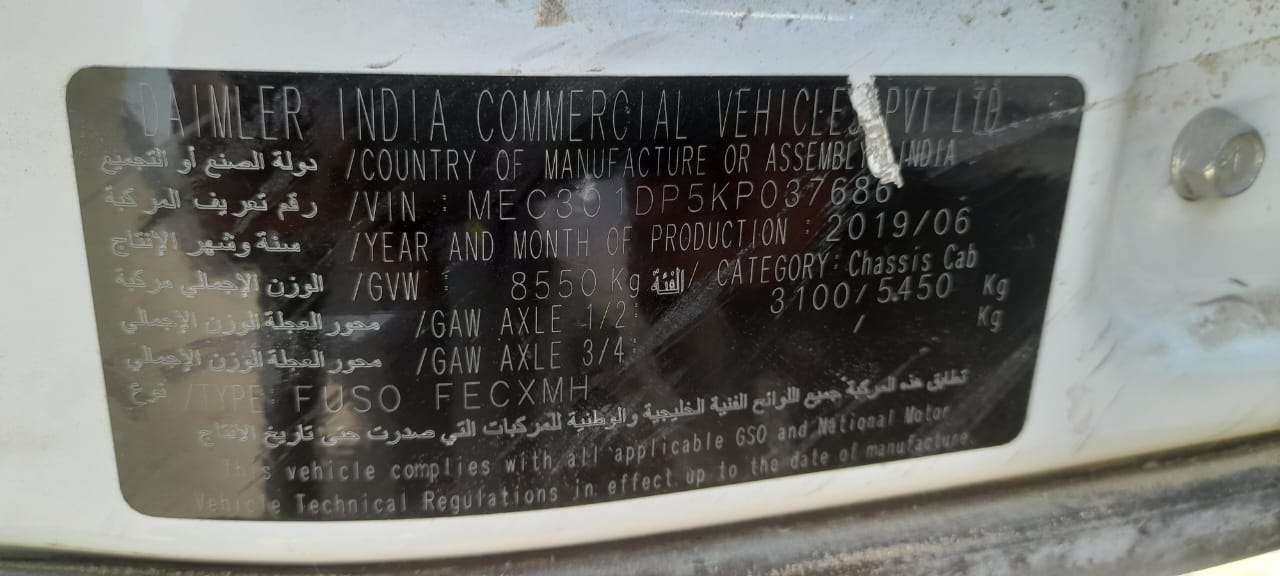 DAIMLER INDIA COMMERCIAL VEHICLES PVT LTD
دولة الصنع أو التجميع /COUNTRY OF MANUFACTURE OR ASSEMBLY INDIA
رقم تعريف المركبة /VIN : MEC301DP5KP037686
سنة وشهر الإنتاج /YEAR AND MONTH OF PRODUCTION : 2019/06
الوزن الإجمالي مركبة /GVW : 8550 Kg الفئة/ CATEGORY: Chassis Cab
محور العجلة الوزن الإجمالي /GAW AXLE 1/2: 3100/5450 Kg
محور العجلة الوزن الإجمالي /GAW AXLE 3/4: / Kg
نوع /TYPE: FUSO FECXMH
تطابق هذه المركبة جميع اللوائح الفنية الخليجية والوطنية للمركبات التي صدرت حتى تاريخ الإنتاج
This vehicle complies with all applicable GSO and National Motor
Vehicle Technical Regulations in effect up to the date of manufacture.